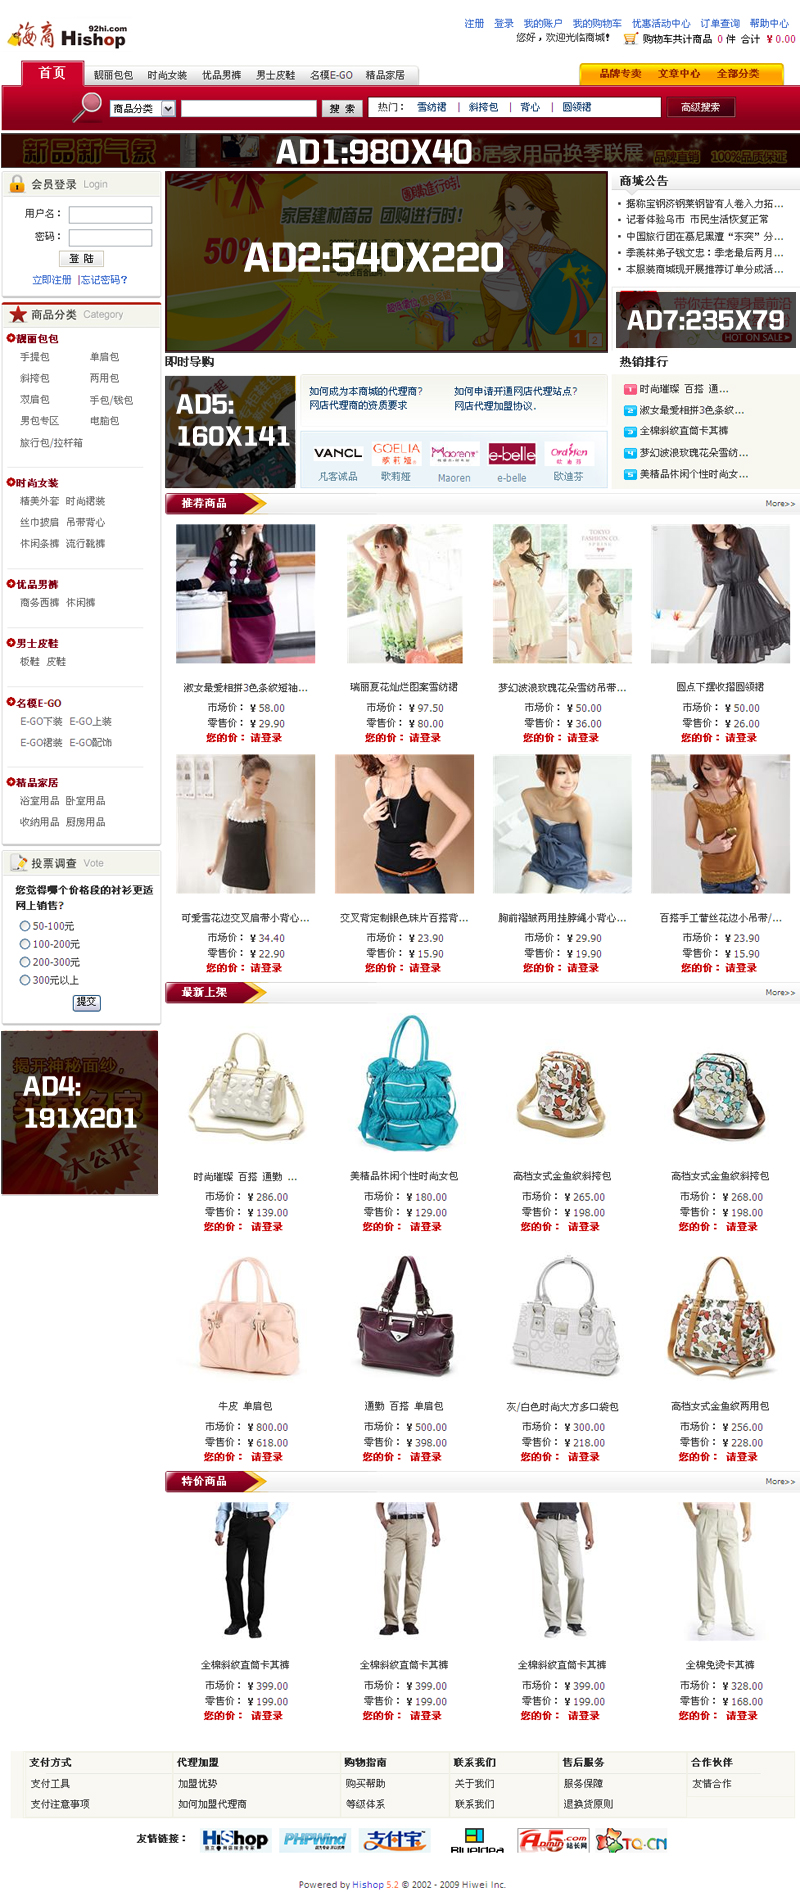 注册 登录 我的账户 我的购物车 优惠活动中心 订单查询 帮助中心
92hi.com
海商 Hishop
您好，欢迎光临商城! 购物车共计商品 0 件 合计 ¥ 0.00
首页 靓丽包包 时尚女装 优品男裤 男士皮鞋 名模E-GO 精品家居
品牌专卖 文章中心 全部分类
商品分类 搜 索 热门： 雪纺裙 | 斜挎包 | 背心 | 圆领裙 高级搜索
新品新气象 AD1:980X40 8居家用品换季联展 品牌直销 100%品质保证
会员登录 Login
用户名：
密码：
登 陆
立即注册 |忘记密码？
家居建材商品 团购进行时!
50%
AD2:540X220
1 2
商城公告
据称宝钢济钢莱钢皆有人卷入力拓...
记者体验乌市 市民生活恢复正常
中国旅行团在慕尼黑遭“东突”分...
季羡林弟子钱文忠：季老最后两月...
本服装商城现开展推荐订单分成活...
带你走在瘦身最前沿
AD7:235X79
HOT ON SALE
商品分类 Category
靓丽包包
手提包 单肩包
斜挎包 两用包
双肩包 手包/钱包
男包专区 电脑包
旅行包/拉杆箱
时尚女装
精美外套 时尚裙装
丝巾披肩 吊带背心
休闲条裤 流行靴裤
优品男裤
商务西裤 休闲裤
男士皮鞋
板鞋 皮鞋
名模E-GO
E-GO下装 E-GO上装
E-GO裙装 E-GO配饰
精品家居
浴室用品 卧室用品
收纳用品 厨房用品
即时导购
AD5:
160X141
如何成为本商城的代理商? 如何申请开通网店代理站点?
网店代理商的资质要求 网店代理加盟协议.
VANCL GOELIA 歌莉娅 Maoren e-belle Ordifen 欧迪芬
凡客诚品 歌莉娅 Maoren e-belle 欧迪芬
热销排行
1 时尚璀璨 百搭 通...
2 淑女最爱相拼3色条纹...
3 全棉斜纹直筒卡其裤
4 梦幻波浪玫瑰花朵雪纺...
5 美精品休闲个性时尚女...
推荐商品 More>>
TOKYO
FASHION CO.
SPRING
淑女最爱相拼3色条纹短袖... 瑞丽夏花灿烂图案雪纺裙 梦幻波浪玫瑰花朵雪纺吊带... 圆点下摆收褶圆领裙
市场价： ¥ 58.00 市场价： ¥ 97.50 市场价： ¥ 50.00 市场价： ¥ 50.00
零售价： ¥ 29.90 零售价： ¥ 80.00 零售价： ¥ 36.00 零售价： ¥ 26.00
您的价： 请登录 您的价： 请登录 您的价： 请登录 您的价： 请登录
可爱雪花边交叉肩带小背心... 交叉背定制银色珠片百搭背... 胸前褶皱两用挂脖绳小背心... 百搭手工蕾丝花边小吊带/...
市场价： ¥ 34.40 市场价： ¥ 23.90 市场价： ¥ 29.90 市场价： ¥ 23.90
零售价： ¥ 22.90 零售价： ¥ 15.90 零售价： ¥ 19.90 零售价： ¥ 15.90
您的价： 请登录 您的价： 请登录 您的价： 请登录 您的价： 请登录
投票调查 Vote
您觉得哪个价格段的衬衫更适
网上销售?
50-100元
100-200元
200-300元
300元以上
提交
揭开神秘面纱,
AD4:
191X201
大公开
最新上架 More>>
时尚璀璨 百搭 通勤 ... 美精品休闲个性时尚女包 高档女式金鱼纹斜挎包 高档女式金鱼纹斜挎包
市场价： ¥ 286.00 市场价： ¥ 180.00 市场价： ¥ 265.00 市场价： ¥ 268.00
零售价： ¥ 139.00 零售价： ¥ 129.00 零售价： ¥ 198.00 零售价： ¥ 198.00
您的价： 请登录 您的价： 请登录 您的价： 请登录 您的价： 请登录
牛皮 单肩包 通勤 百搭 单肩包 灰/白色时尚大方多口袋包 高档女式金鱼纹两用包
市场价： ¥ 800.00 市场价： ¥ 500.00 市场价： ¥ 300.00 市场价： ¥ 256.00
零售价： ¥ 618.00 零售价： ¥ 398.00 零售价： ¥ 218.00 零售价： ¥ 228.00
您的价： 请登录 您的价： 请登录 您的价： 请登录 您的价： 请登录
特价商品 More>>
全棉斜纹直筒卡其裤 全棉斜纹直筒卡其裤 全棉斜纹直筒卡其裤 全棉免烫卡其裤
市场价： ¥ 399.00 市场价： ¥ 399.00 市场价： ¥ 399.00 市场价： ¥ 328.00
零售价： ¥ 199.00 零售价： ¥ 199.00 零售价： ¥ 199.00 零售价： ¥ 168.00
您的价： 请登录 您的价： 请登录 您的价： 请登录 您的价： 请登录
支付方式 代理加盟 购物指南 联系我们 售后服务 合作伙伴
支付工具 加盟优势 购买帮助 关于我们 服务保障 友情合作
支付注意事项 如何加盟代理商 等级体系 联系我们 退换货原则
友情链接： HiShop PHPWind 支付宝 BlueIdea Admin5.com 站长网 TQ.CN
Powered by Hishop 5.2 © 2002 - 2009 Hiwei Inc.